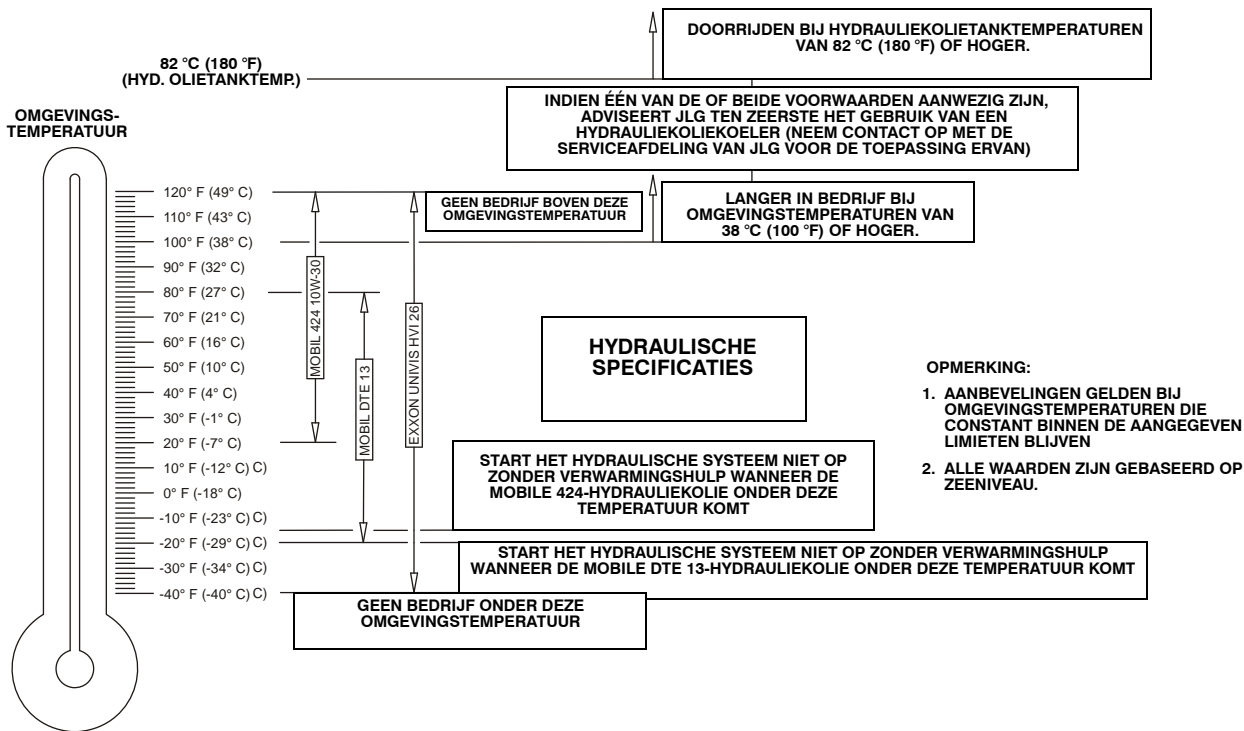 DOORRIJDEN BIJ HYDRAULIEKOLIETANKTEMPERATUREN
VAN 82 °C (180 °F) OF HOGER.
82 °C (180 °F)
(HYD. OLIETANKTEMP.)
INDIEN ÉÉN VAN DE OF BEIDE VOORWAARDEN AANWEZIG ZIJN,
ADVISEERT JLG TEN ZEERSTE HET GEBRUIK VAN EEN
HYDRAULIEKOLIEKOELER (NEEM CONTACT OP MET DE
SERVICEAFDELING VAN JLG VOOR DE TOEPASSING ERVAN)
OMGEVINGS-
TEMPERATUUR
120° F (49° C)
110° F (43° C)
100° F (38° C)
90° F (32° C)
80° F (27° C)
70° F (21° C)
60° F (16° C)
50° F (10° C)
40° F (4° C)
30° F (-1° C)
20° F (-7° C)
10° F (-12° C) C)
0° F (-18° C)
-10° F (-23° C) C)
-20° F (-29° C) C)
-30° F (-34° C) C)
-40° F (-40° C) C)
MOBIL 424 10W-30
MOBIL DTE 13
EXXON UNIVIS HVI 26
GEEN BEDRIJF BOVEN DEZE
OMGEVINGSTEMPERATUUR
LANGER IN BEDRIJF BIJ
OMGEVINGSTEMPERATUREN VAN
38 °C (100 °F) OF HOGER.
HYDRAULISCHE
SPECIFICATIES
OPMERKING:
1. AANBEVELINGEN GELDEN BIJ
OMGEVINGSTEMPERATUREN DIE
CONSTANT BINNEN DE AANGEGEVEN
LIMIETEN BLIJVEN
2. ALLE WAARDEN ZIJN GEBASEERD OP
ZEENIVEAU.
START HET HYDRAULISCHE SYSTEEM NIET OP
ZONDER VERWARMINGSHULP WANNEER DE
MOBILE 424-HYDRAULIEKOLIE ONDER DEZE
TEMPERATUUR KOMT
START HET HYDRAULISCHE SYSTEEM NIET OP ZONDER VERWARMINGSHULP
WANNEER DE MOBILE DTE 13-HYDRAULIEKOLIE ONDER DEZE TEMPERATUUR KOMT
GEEN BEDRIJF ONDER DEZE
OMGEVINGSTEMPERATUUR